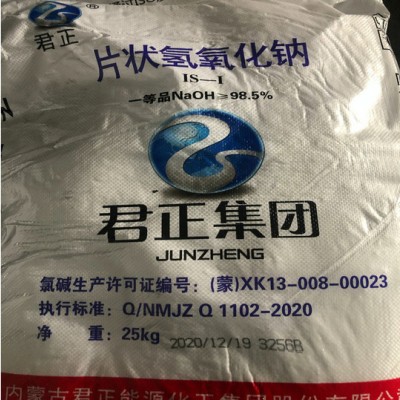 君正
片状氢氧化钠
IS—I
一等品NaOH≥98.5%
君正集团
JUNZHENG
氯碱生产许可证编号:(蒙)XK13-008-00023
执行标准: Q/NMJZ Q 1102-2020
净 重: 25kg 2020/12/19 3256B
内蒙古君正能源化工集团股份有限公司